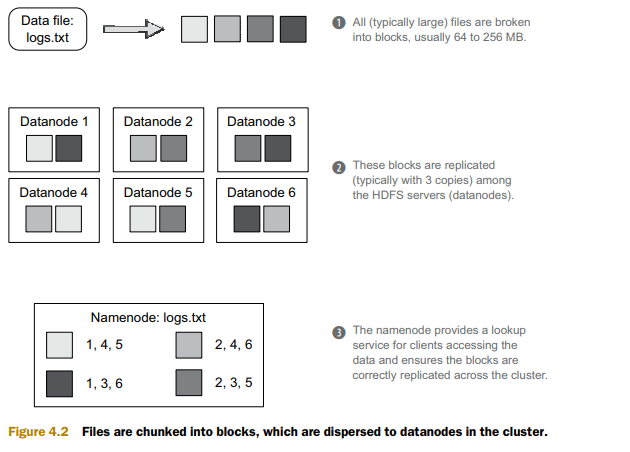 Data file:
logs.txt
❶ All (typically large) files are broken
into blocks, usually 64 to 256 MB.
Datanode 1
Datanode 2
Datanode 3
Datanode 4
Datanode 5
Datanode 6
❷ These blocks are replicated
(typically with 3 copies) among
the HDFS servers (datanodes).
Namenode: logs.txt
1, 4, 5
2, 4, 6
1, 3, 6
2, 3, 5
❸ The namenode provides a lookup
service for clients accessing the
data and ensures the blocks are
correctly replicated across the cluster.
Figure 4.2 Files are chunked into blocks, which are dispersed to datanodes in the cluster.